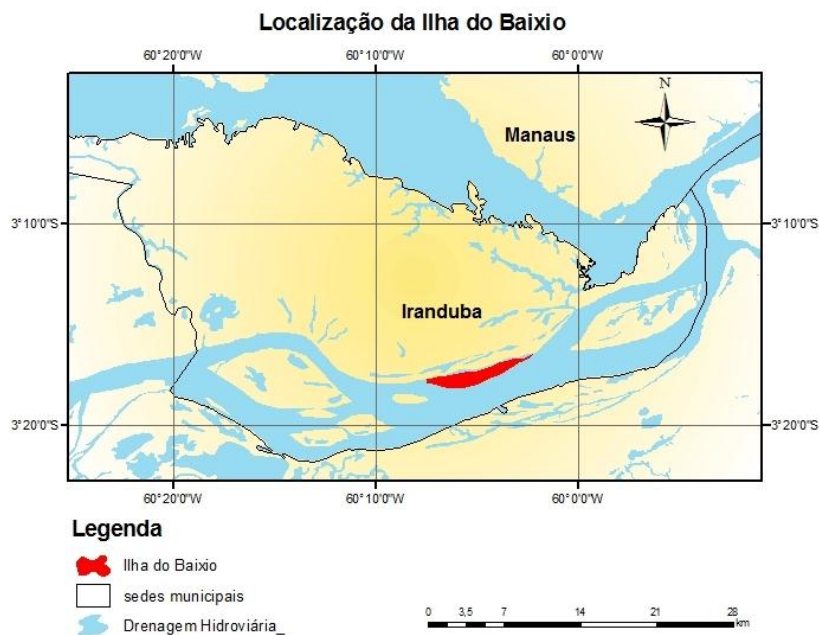 Localização da Ilha do Baixio
60°20'0"W 60°10'0"W 60°0'0"W
N
Manaus
3°10'0"S 3°10'0"S
Iranduba
3°20'0"S 3°20'0"S
60°20'0"W 60°10'0"W 60°0'0"W
Legenda
Ilha do Baixio
sedes municipais
Drenagem Hidroviária_
0 3,5 7 14 21 28
km